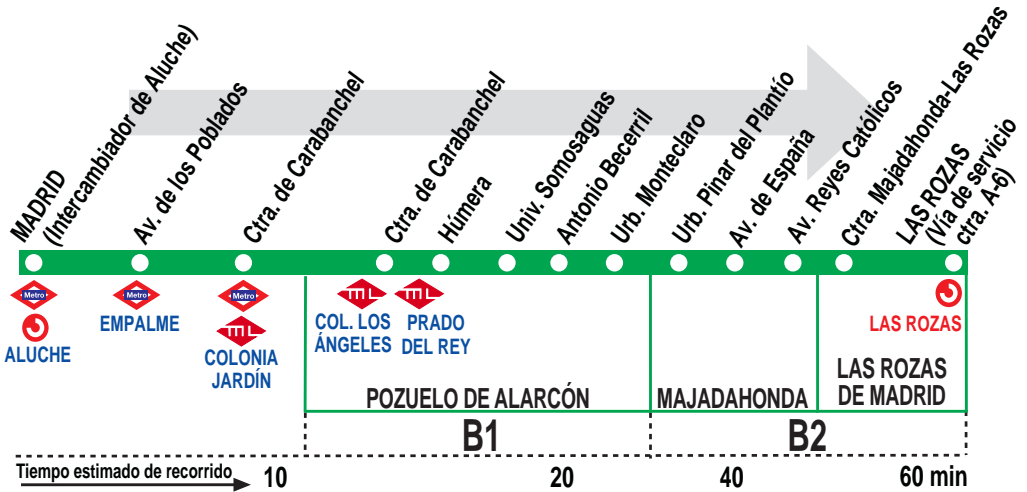 MADRID
(Intercambiador de Aluche)
Av. de los Poblados
Ctra. de Carabanchel
Ctra. de Carabanchel
Húmera
Univ. Somosaguas
Antonio Becerril
Urb. Monteclaro
Urb. Pinar del Plantío
Av. de España
Av. Reyes Católicos
Ctra. Majadahonda-Las Rozas
LAS ROZAS
(Vía de servicio
ctra. A-6)
Metro
Metro
Metro
ML
ML
ML
ALUCHE
EMPALME
COLONIA
JARDÍN
COL. LOS
ÁNGELES
PRADO
DEL REY
LAS ROZAS
POZUELO DE ALARCÓN
MAJADAHONDA
LAS ROZAS
DE MADRID
B1
B2
Tiempo estimado de recorrido
10
20
40
60 min